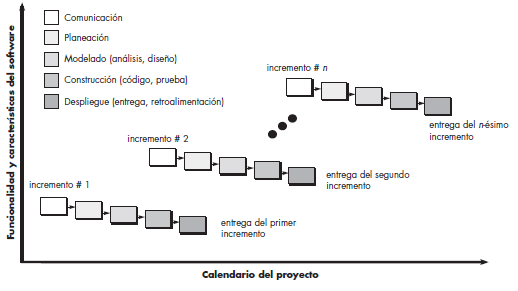 Funcionalidad y características del software
Comunicación
Planeación
Modelado (análisis, diseño)
Construcción (código, prueba)
Despliegue (entrega, retroalimentación)
incremento # n
entrega del n-ésimo
incremento
incremento # 2
entrega del segundo
incremento
incremento # 1
entrega del primer
incremento
Calendario del proyecto